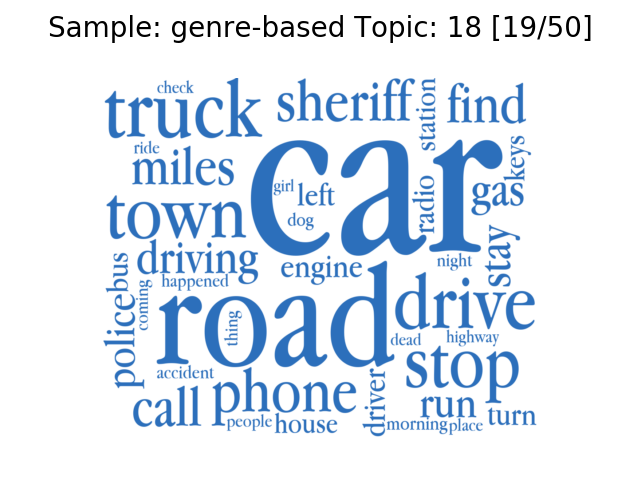 Sample: genre-based Topic: 18 [19/50]
check
truck sheriff station find
ride
miles car keys
girl left radio gas
town dog
driving engine night stay
bus happened
coming road drive
police thing dead highway
accident stop
call phone driver run turn
people house morning place